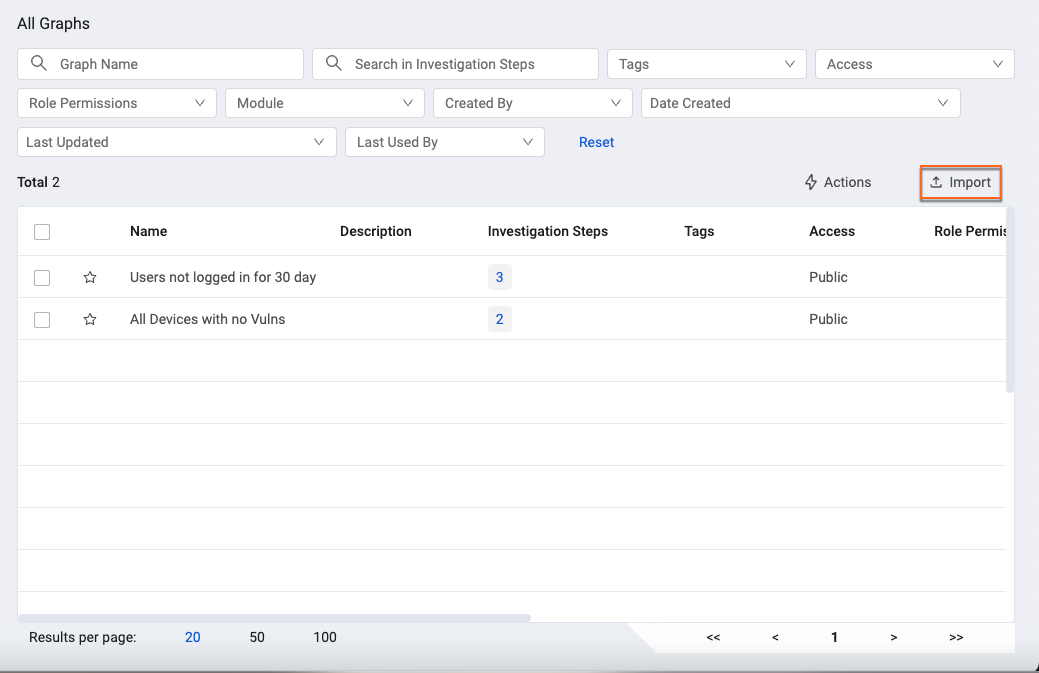 All Graphs
Graph Name Search in Investigation Steps Tags Access
Role Permissions Module Created By Date Created
Last Updated Last Used By Reset
Total 2 Actions Import
Name Description Investigation Steps Tags Access Role Permis
Users not logged in for 30 day 3 Public
All Devices with no Vulns 2 Public
Results per page: 20 50 100 << < 1 > >>